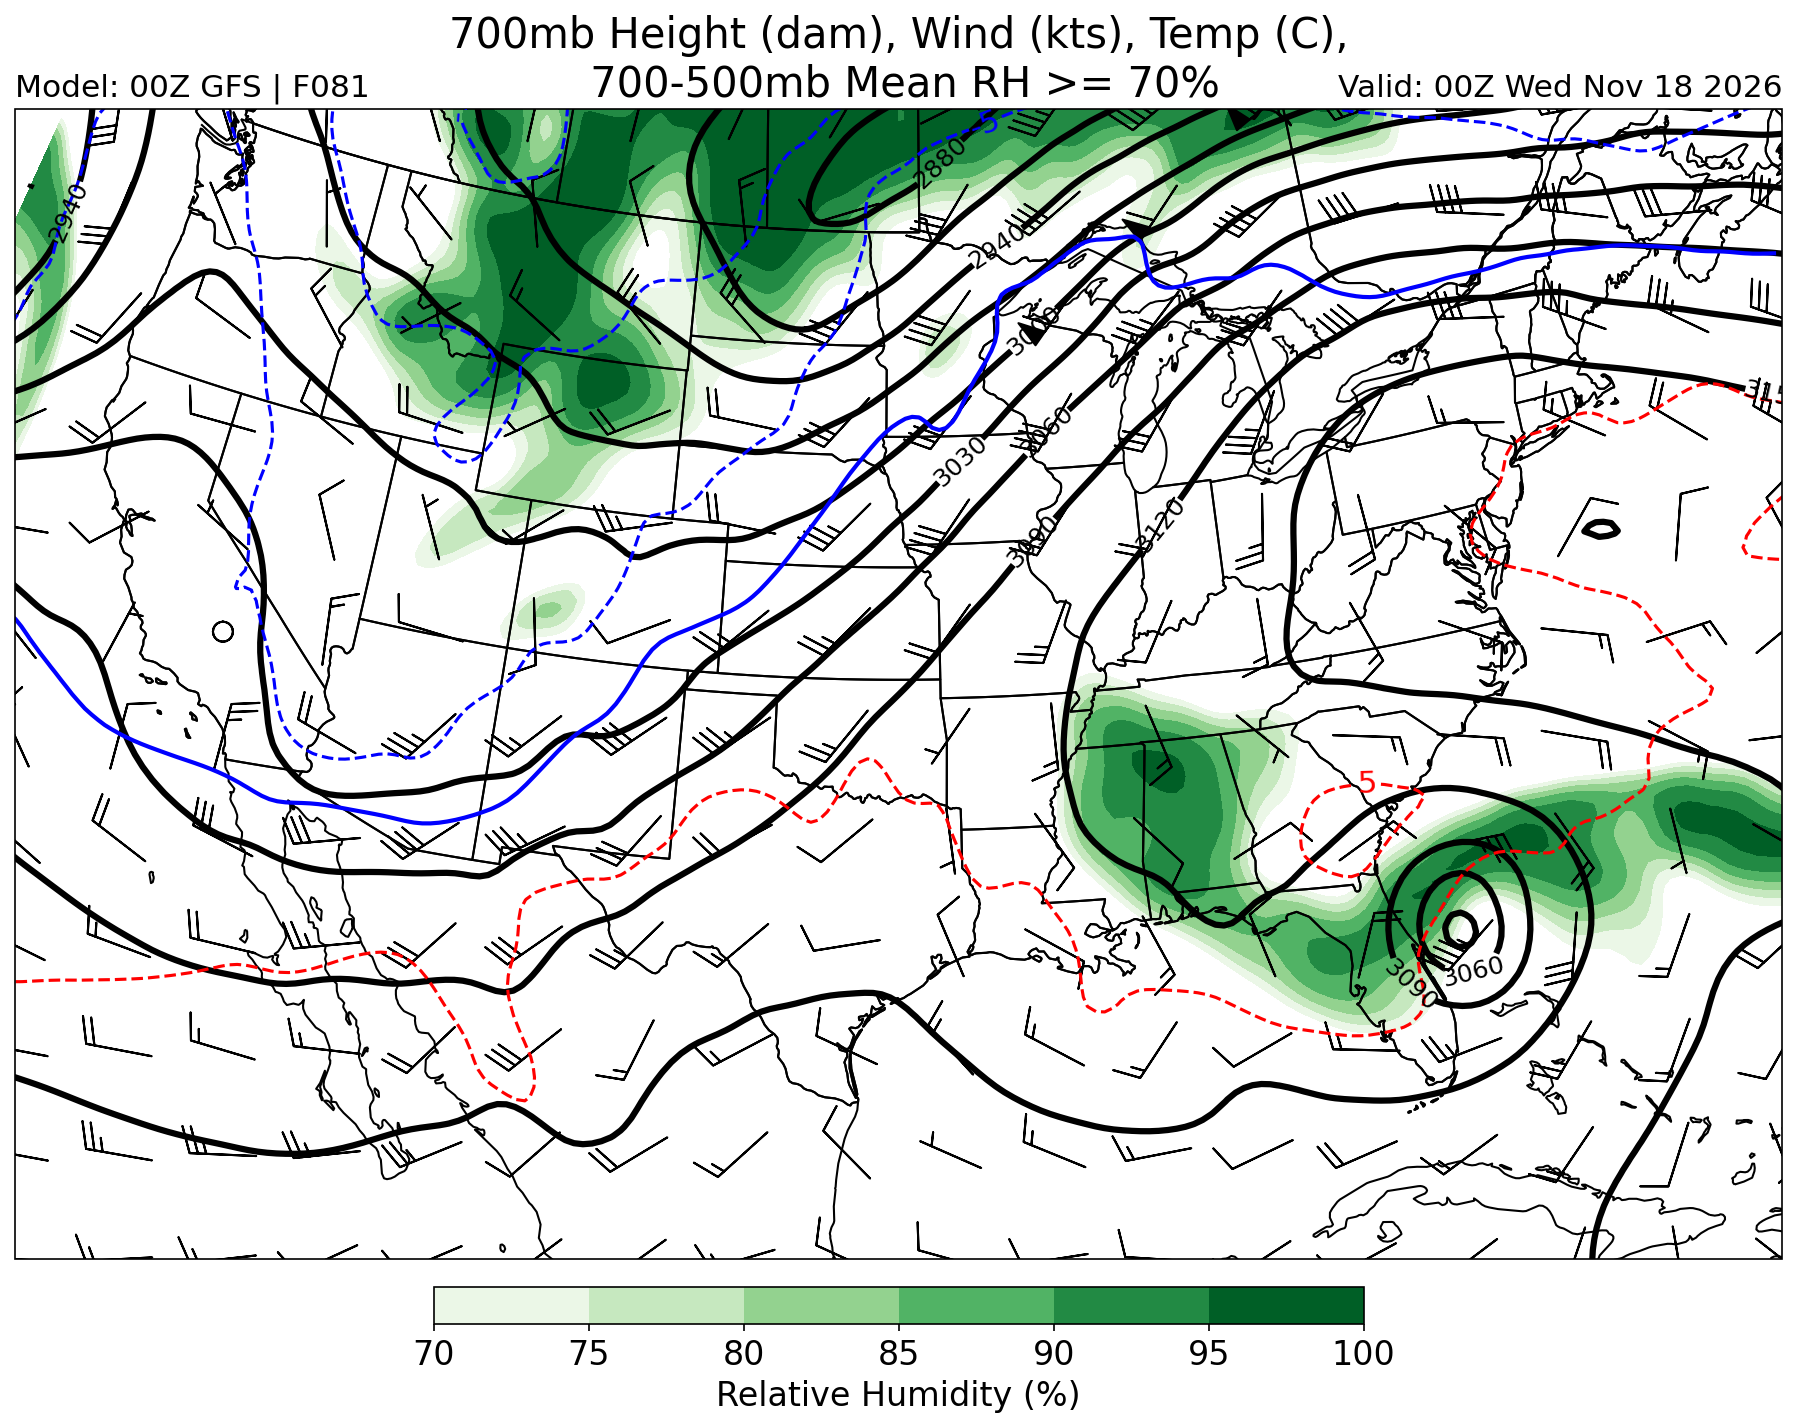 700mb Height (dam), Wind (kts), Temp (C),
700-500mb Mean RH >= 70%
Model: 00Z GFS | F081
Valid: 00Z Wed Nov 18 2026
-5
2880
2940
2940
3000
3060
3030
3090
3120
5
3060
3090
70 75 80 85 90 95 100
Relative Humidity (%)